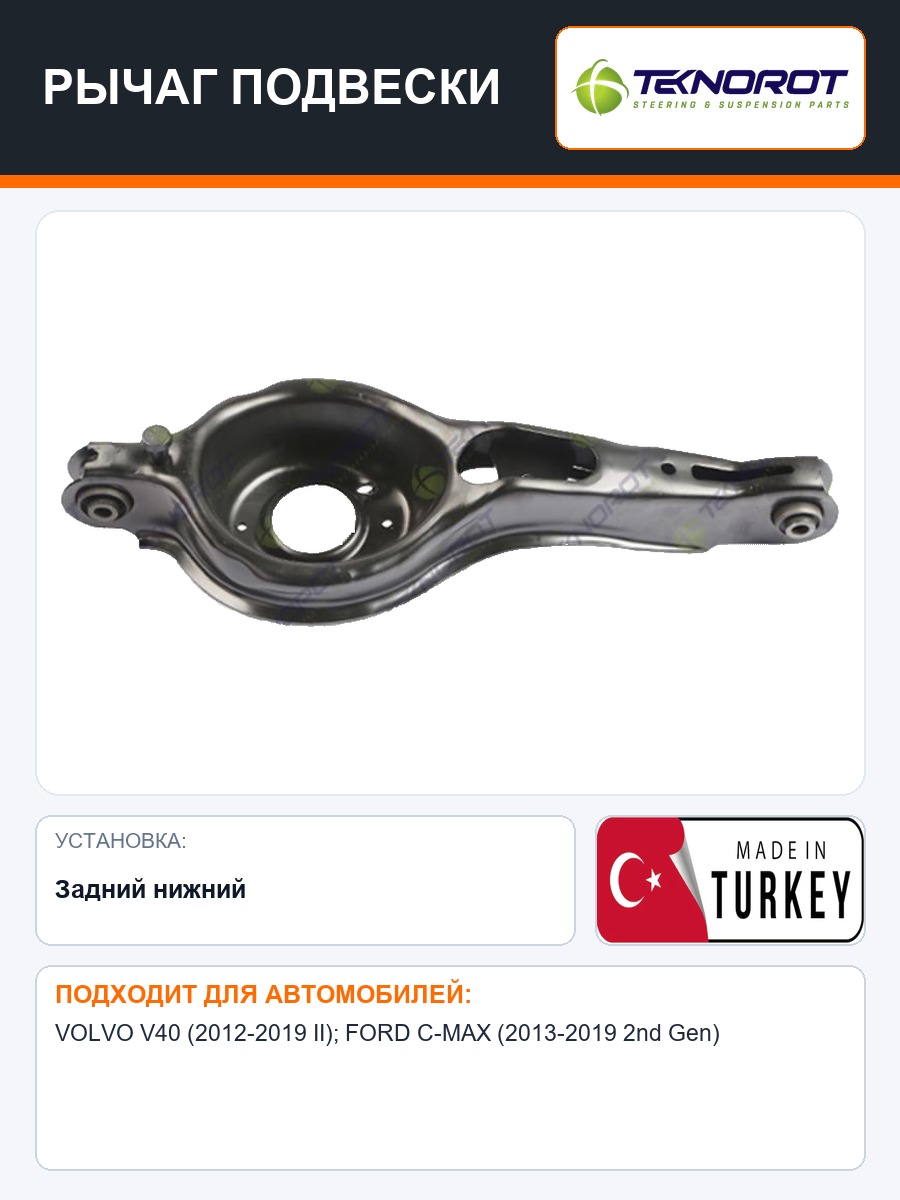 РЫЧАГ ПОДВЕСКИ
TEKNOROT
STEERING & SUSPENSION PARTS
УСТАНОВКА:
Задний нижний
MADE IN
TURKEY
ПОДХОДИТ ДЛЯ АВТОМОБИЛЕЙ:
VOLVO V40 (2012-2019 II); FORD C-MAX (2013-2019 2nd Gen)